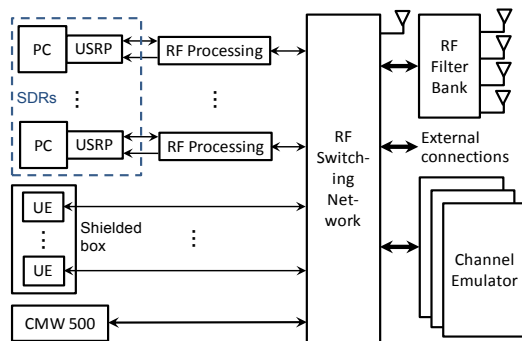 PC
USRP
RF Processing
SDRs
PC
USRP
RF Processing
UE
Shielded
box
UE
CMW 500
RF
Switch-
ing
Net-
work
RF
Filter
Bank
External
connections
Channel
Emulator